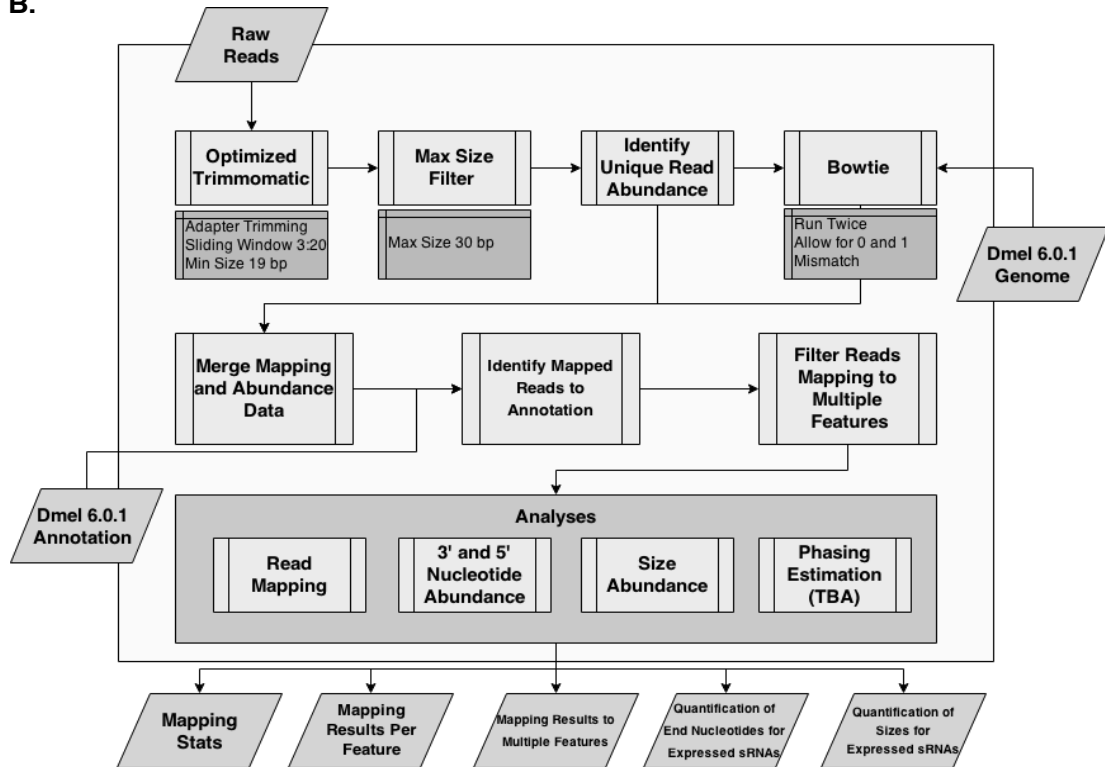 B.
Raw
Reads
Optimized
Trimmomatic
Adapter Trimming
Sliding Window 3:20
Min Size 19 bp
Max Size
Filter
Max Size 30 bp
Identify
Unique Read
Abundance
Bowtie
Run Twice
Allow for 0 and 1
Mismatch
Dmel 6.0.1
Genome
Merge Mapping
and Abundance
Data
Identify Mapped
Reads to
Annotation
Filter Reads
Mapping to
Multiple
Features
Dmel 6.0.1
Annotation
Analyses
Read
Mapping
3' and 5'
Nucleotide
Abundance
Size
Abundance
Phasing
Estimation
(TBA)
Mapping
Stats
Mapping
Results Per
Feature
Mapping Results to
Multiple Features
Quantification of
End Nucleotides for
Expressed sRNAs
Quantification of
Sizes for
Expressed sRNAs